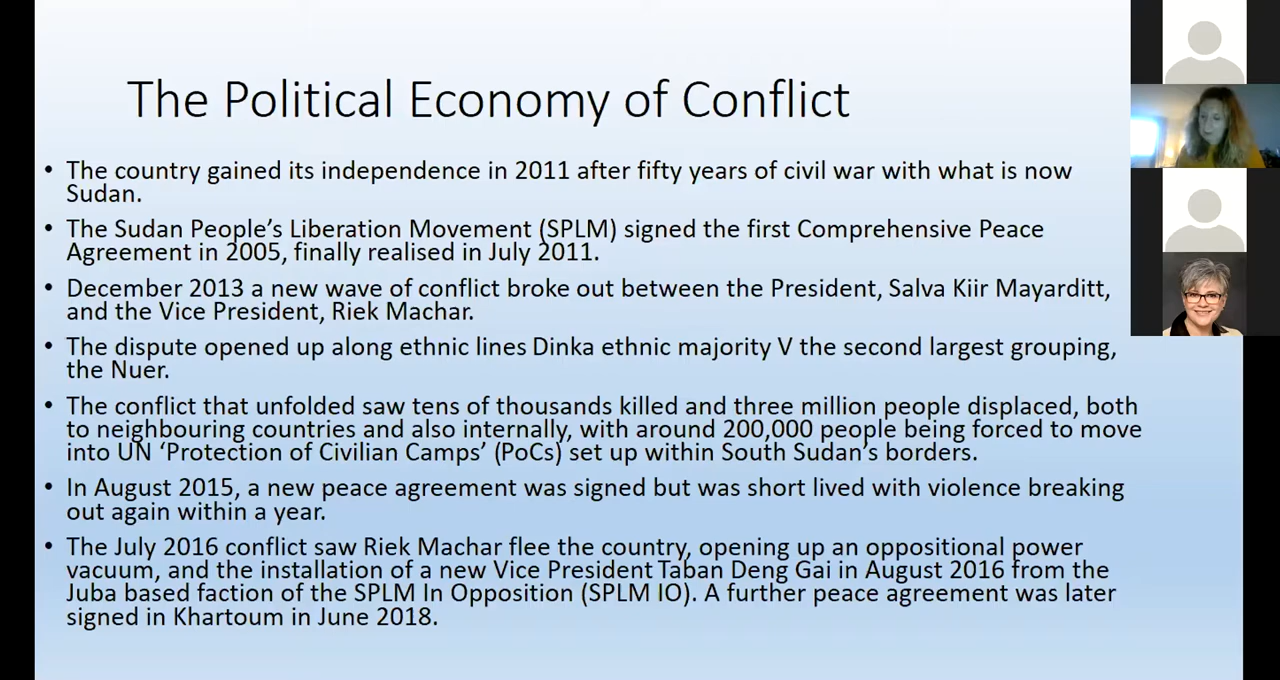 The Political Economy of Conflict
• The country gained its independence in 2011 after fifty years of civil war with what is now
Sudan.
• The Sudan People’s Liberation Movement (SPLM) signed the first Comprehensive Peace
Agreement in 2005, finally realised in July 2011.
• December 2013 a new wave of conflict broke out between the President, Salva Kiir Mayarditt,
and the Vice President, Riek Machar.
• The dispute opened up along ethnic lines Dinka ethnic majority V the second largest grouping,
the Nuer.
• The conflict that unfolded saw tens of thousands killed and three million people displaced, both
to neighbouring countries and also internally, with around 200,000 people being forced to move
into UN ‘Protection of Civilian Camps’ (PoCs) set up within South Sudan’s borders.
• In August 2015, a new peace agreement was signed but was short lived with violence breaking
out again within a year.
• The July 2016 conflict saw Riek Machar flee the country, opening up an oppositional power
vacuum, and the installation of a new Vice President Taban Deng Gai in August 2016 from the
Juba based faction of the SPLM In Opposition (SPLM IO). A further peace agreement was later
signed in Khartoum in June 2018.